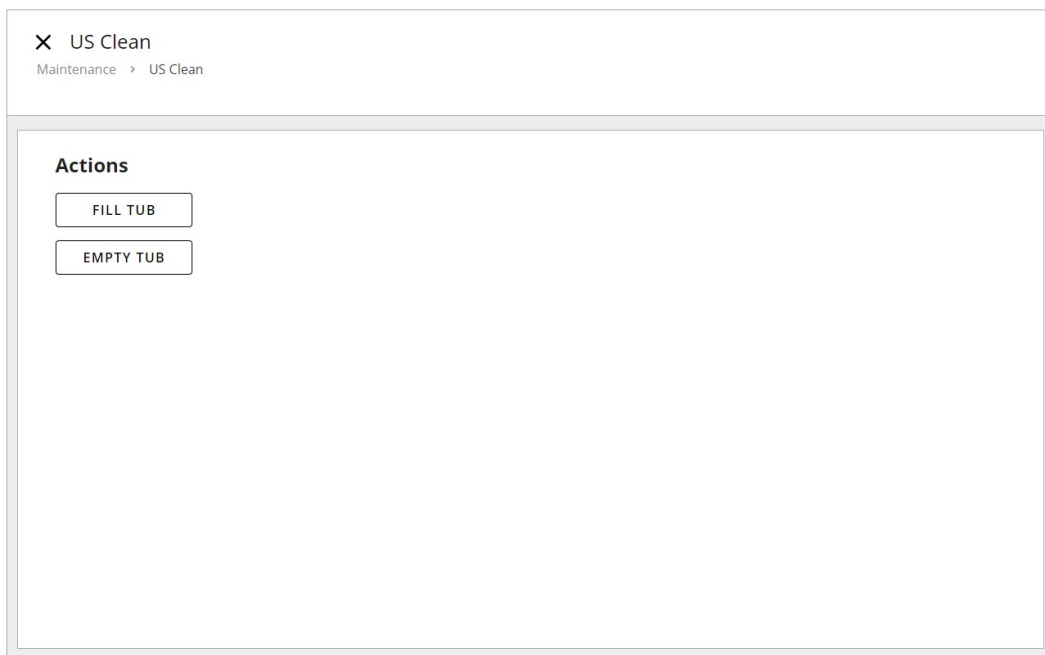 US Clean
Maintenance > US Clean
Actions
FILL TUB
EMPTY TUB